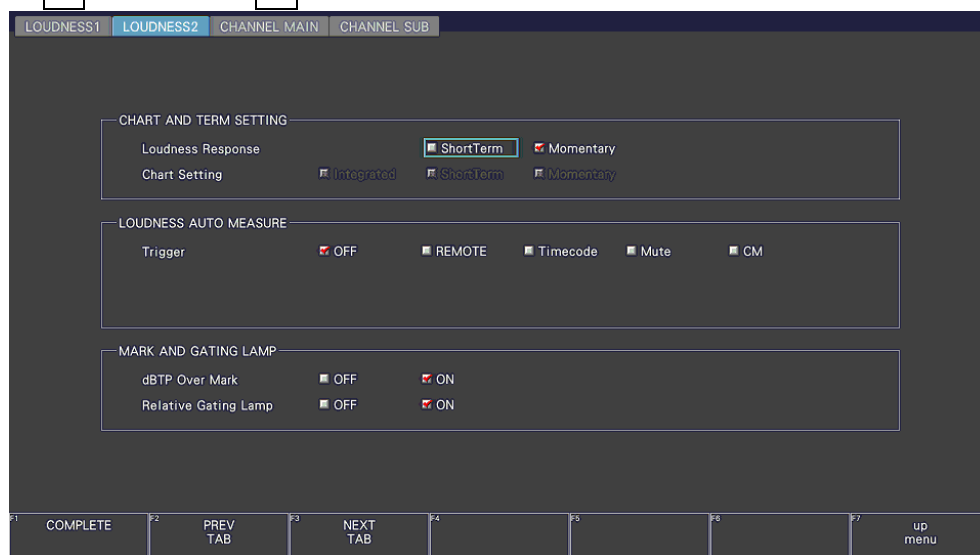 LOUDNESS1 LOUDNESS2 CHANNEL MAIN CHANNEL SUB
CHART AND TERM SETTING
Loudness Response ShortTerm Momentary
Chart Setting Integrated ShortTerm Momentary
LOUDNESS AUTO MEASURE
Trigger OFF REMOTE Timecode Mute CM
MARK AND GATING LAMP
dBTP Over Mark OFF ON
Relative Gating Lamp OFF ON
F1 COMPLETE F2 PREV TAB F3 NEXT TAB F4 F5 F6 F7 up menu